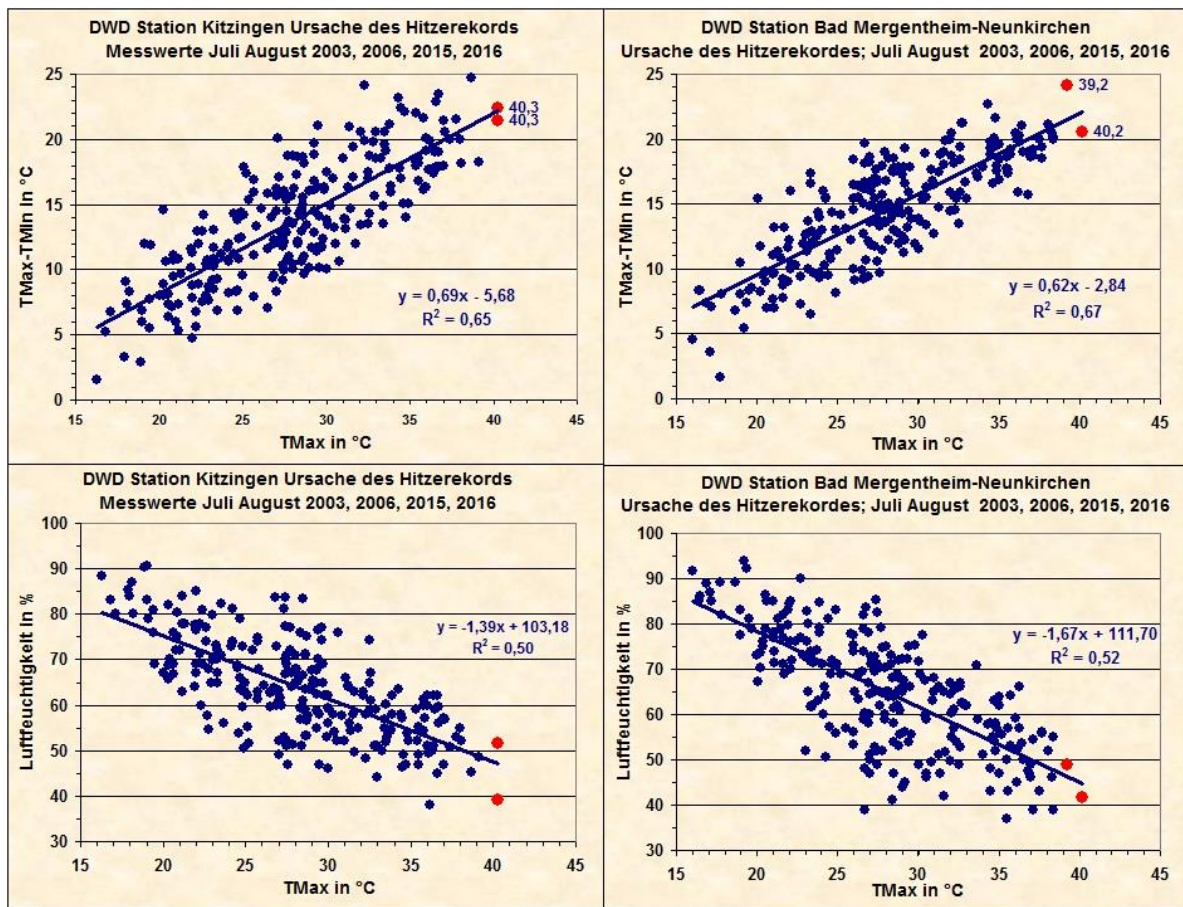 DWD Station Kitzingen Ursache des Hitzerekords
Messwerte Juli August 2003, 2006, 2015, 2016
TMax-TMin in °C
25
20
15
10
5
0
40,3
40,3
y = 0,69x - 5,68
R² = 0,65
15
20
25
30
35
40
45
TMax in °C
DWD Station Bad Mergentheim-Neunkirchen
Ursache des Hitzerekordes; Juli August 2003, 2006, 2015, 2016
TMax-TMin in °C
25
20
15
10
5
0
39,2
40,2
y = 0,62x - 2,84
R² = 0,67
15
20
25
30
35
40
45
TMax in °C
DWD Station Kitzingen Ursache des Hitzerekords
Messwerte Juli August 2003, 2006, 2015, 2016
Luftfeuchtigkeit in %
100
90
80
70
60
50
40
30
y = -1,39x + 103,18
R² = 0,50
15
20
25
30
35
40
45
TMax in °C
DWD Station Bad Mergentheim-Neunkirchen
Ursache des Hitzerekordes; Juli August 2003, 2006, 2015, 2016
Luftfeuchtigkeit in %
100
90
80
70
60
50
40
30
y = -1,67x + 111,70
R² = 0,52
15
20
25
30
35
40
45
TMax in °C